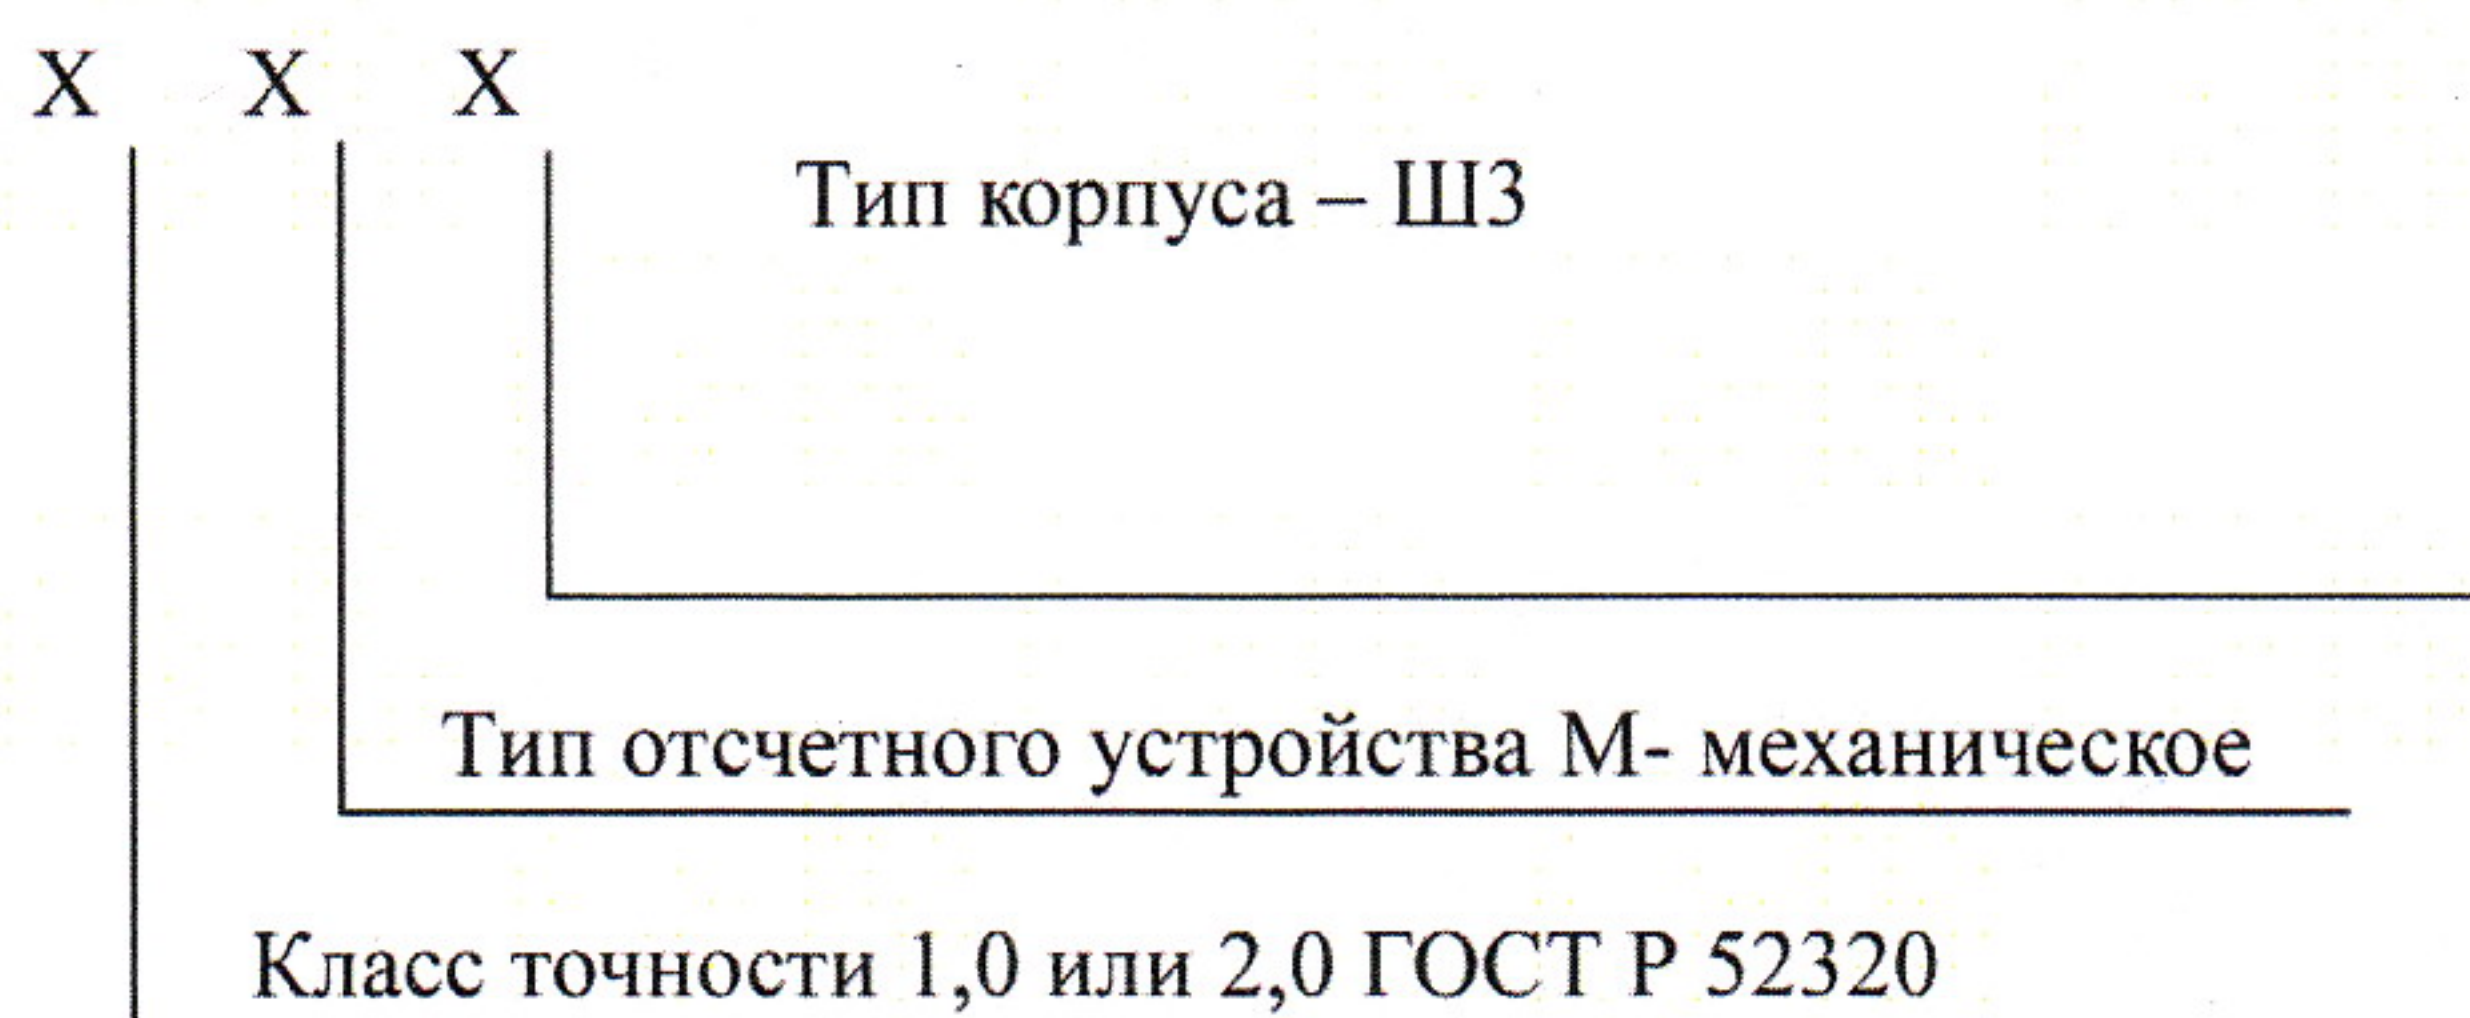 Х Х Х
Тип корпуса – Ш3
Тип отсчетного устройства М- механическое
Класс точности 1,0 или 2,0 ГОСТ Р 52320